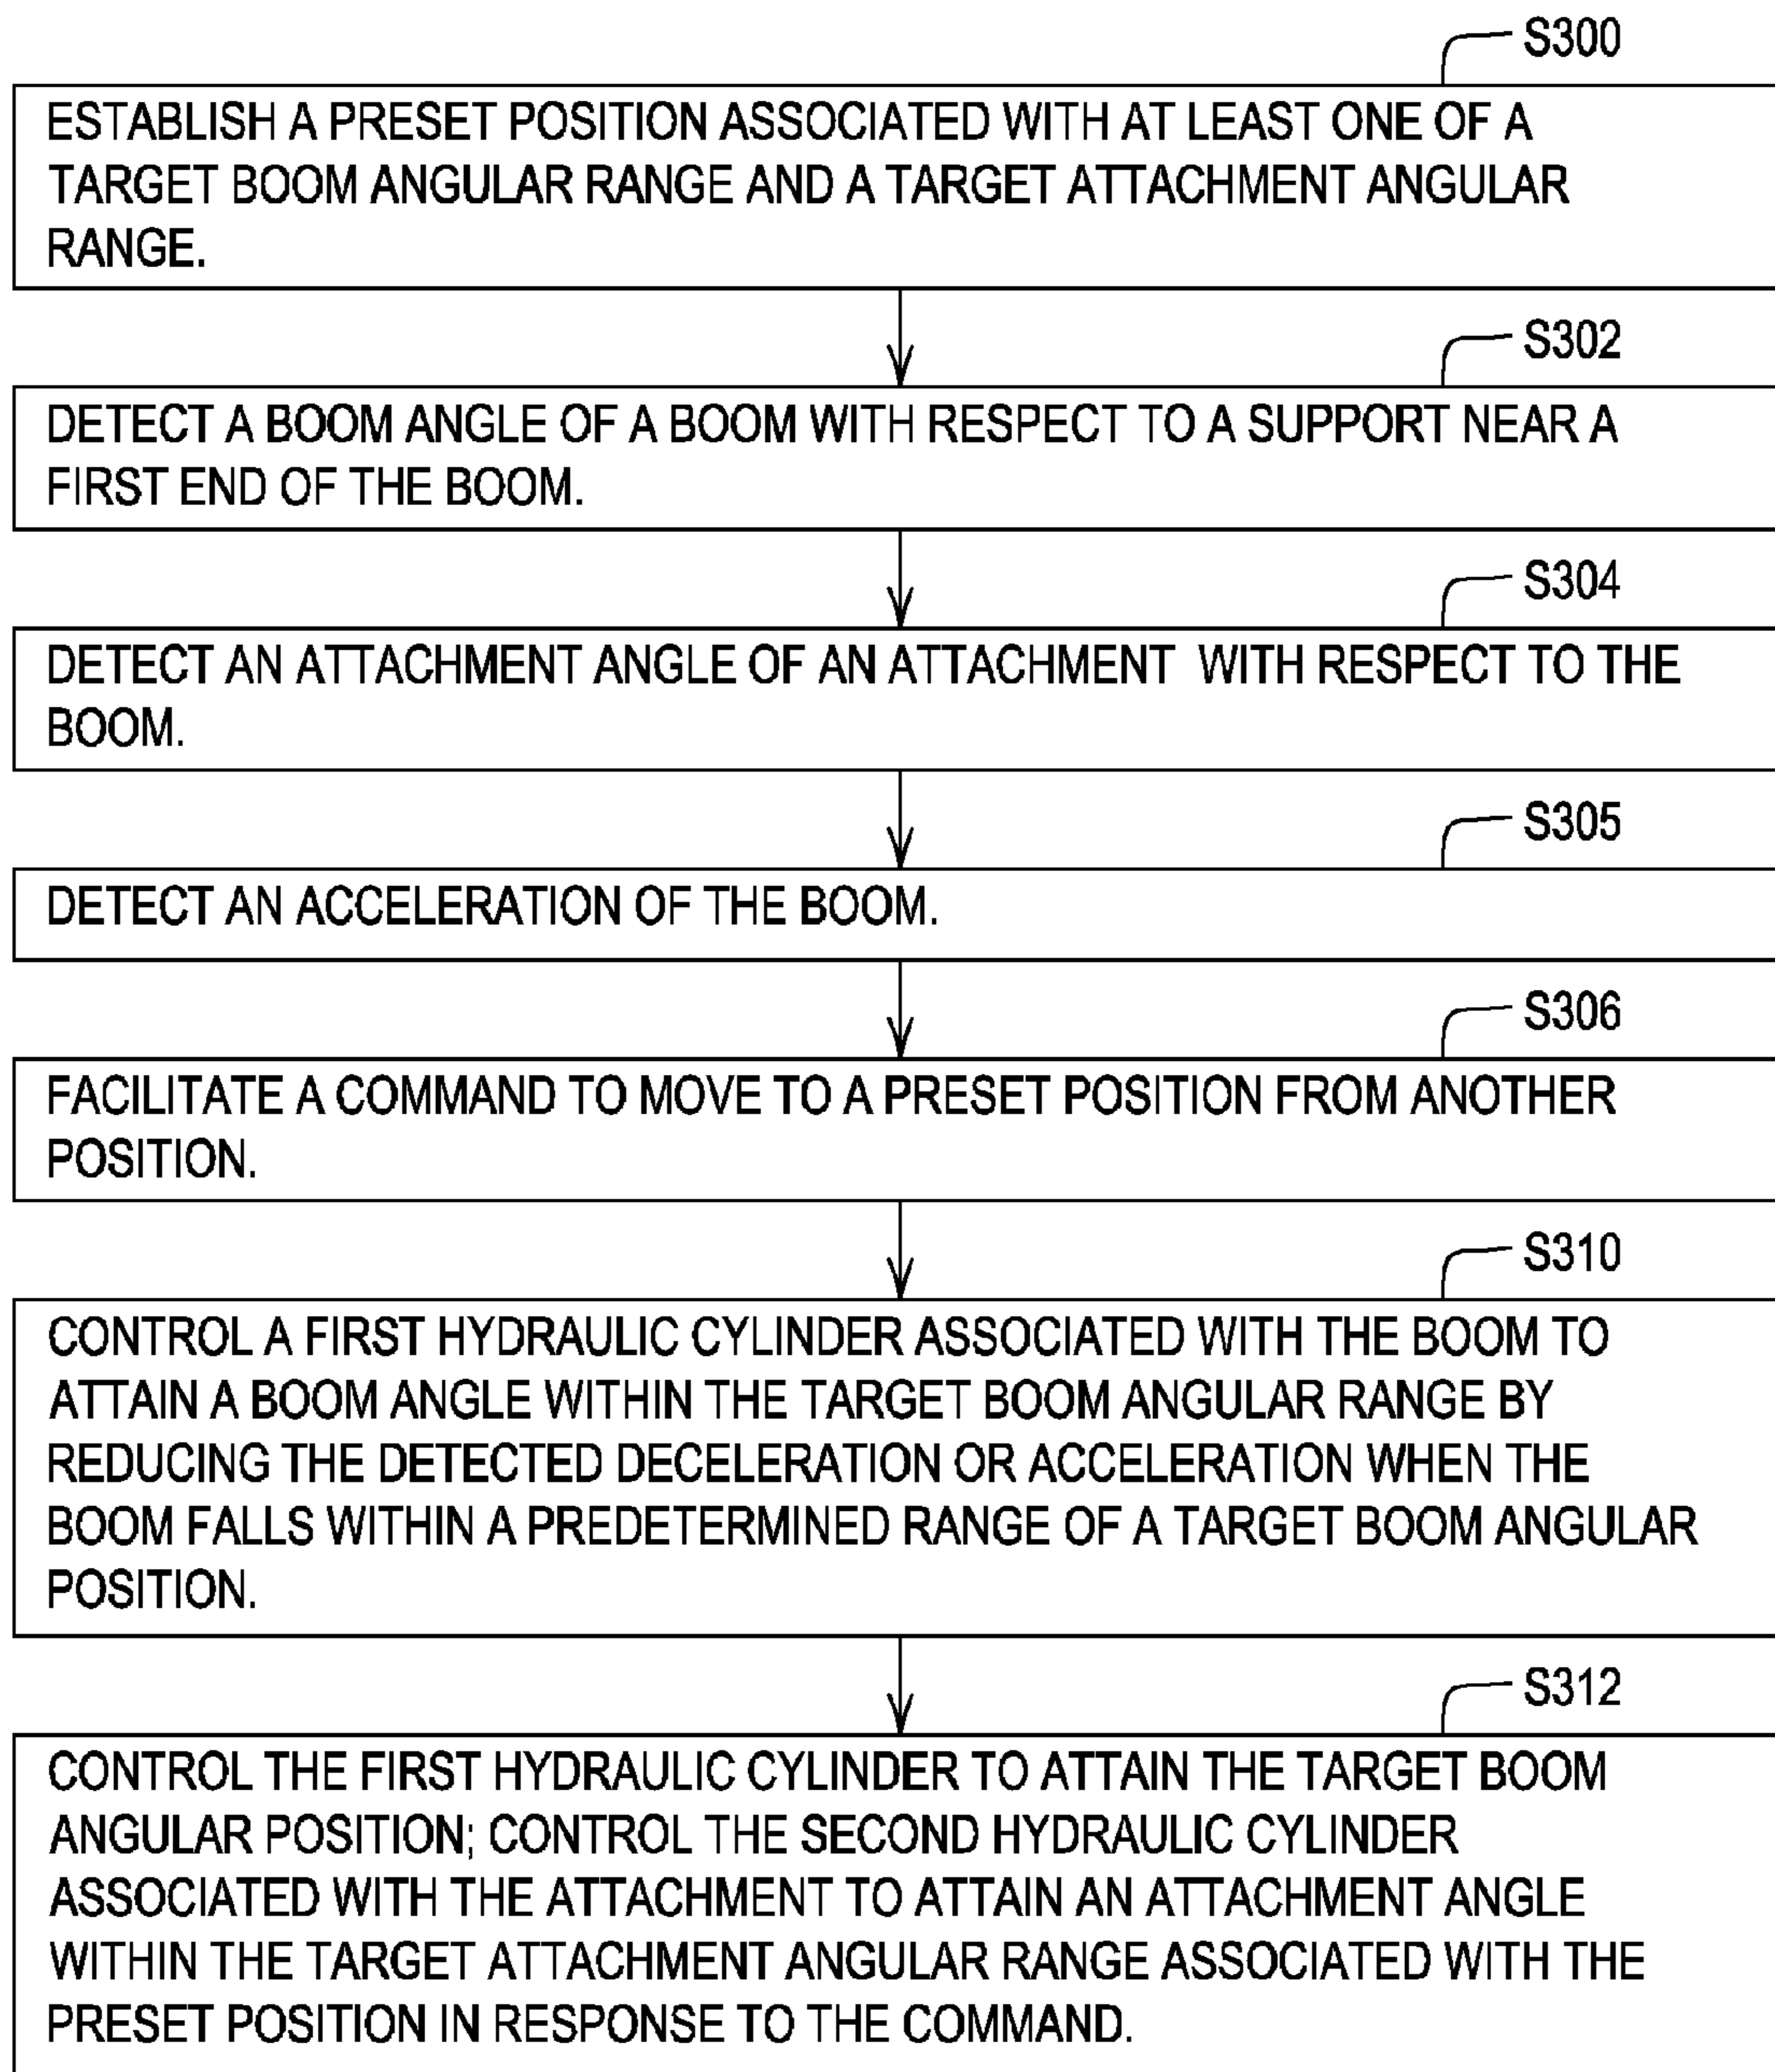 S300
ESTABLISH A PRESET POSITION ASSOCIATED WITH AT LEAST ONE OF A
TARGET BOOM ANGULAR RANGE AND A TARGET ATTACHMENT ANGULAR
RANGE.
S302
DETECT A BOOM ANGLE OF A BOOM WITH RESPECT TO A SUPPORT NEAR A
FIRST END OF THE BOOM.
S304
DETECT AN ATTACHMENT ANGLE OF AN ATTACHMENT WITH RESPECT TO THE
BOOM.
S305
DETECT AN ACCELERATION OF THE BOOM.
S306
FACILITATE A COMMAND TO MOVE TO A PRESET POSITION FROM ANOTHER
POSITION.
S310
CONTROL A FIRST HYDRAULIC CYLINDER ASSOCIATED WITH THE BOOM TO
ATTAIN A BOOM ANGLE WITHIN THE TARGET BOOM ANGULAR RANGE BY
REDUCING THE DETECTED DECELERATION OR ACCELERATION WHEN THE
BOOM FALLS WITHIN A PREDETERMINED RANGE OF A TARGET BOOM ANGULAR
POSITION.
S312
CONTROL THE FIRST HYDRAULIC CYLINDER TO ATTAIN THE TARGET BOOM
ANGULAR POSITION; CONTROL THE SECOND HYDRAULIC CYLINDER
ASSOCIATED WITH THE ATTACHMENT TO ATTAIN AN ATTACHMENT ANGLE
WITHIN THE TARGET ATTACHMENT ANGULAR RANGE ASSOCIATED WITH THE
PRESET POSITION IN RESPONSE TO THE COMMAND.